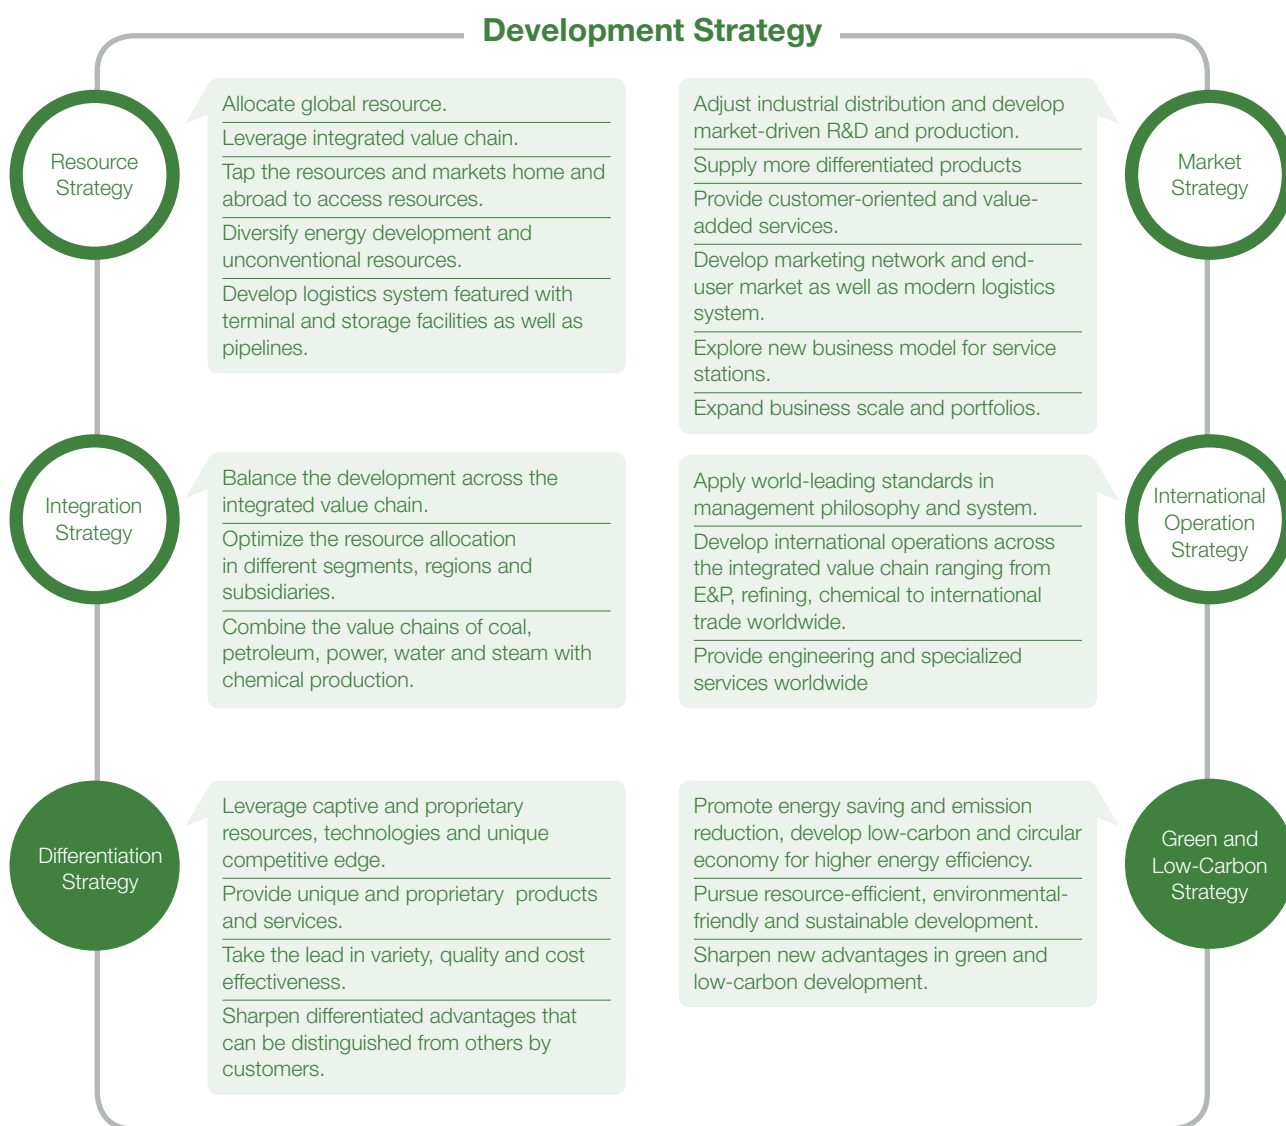 Development Strategy
Resource
Strategy
Allocate global resource.
Leverage integrated value chain.
Tap the resources and markets home and
abroad to access resources.
Diversify energy development and
unconventional resources.
Develop logistics system featured with
terminal and storage facilities as well as
pipelines.
Adjust industrial distribution and develop
market-driven R&D and production.
Supply more differentiated products
Provide customer-oriented and value-
added services.
Develop marketing network and end-
user market as well as modern logistics
system.
Explore new business model for service
stations.
Expand business scale and portfolios.
Market
Strategy
Integration
Strategy
Balance the development across the
integrated value chain.
Optimize the resource allocation
in different segments, regions and
subsidiaries.
Combine the value chains of coal,
petroleum, power, water and steam with
chemical production.
Apply world-leading standards in
management philosophy and system.
Develop international operations across
the integrated value chain ranging from
E&P, refining, chemical to international
trade worldwide.
Provide engineering and specialized
services worldwide
International
Operation
Strategy
Differentiation
Strategy
Leverage captive and proprietary
resources, technologies and unique
competitive edge.
Provide unique and proprietary  products
and services.
Take the lead in variety, quality and cost
effectiveness.
Sharpen differentiated advantages that
can be distinguished from others by
customers.
Promote energy saving and emission
reduction, develop low-carbon and circular
economy for higher energy efficiency.
Pursue resource-efficient, environmental-
friendly and sustainable development.
Sharpen new advantages in green and
low-carbon development.
Green and
Low-Carbon
Strategy